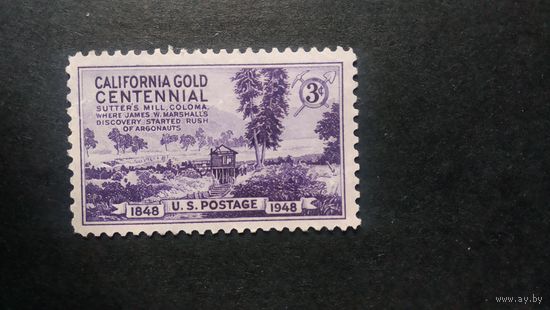 CALIFORNIA GOLD
CENTENNIAL
SUTTER'S MILL, COLOMA,
WHERE JAMES W. MARSHALL'S
DISCOVERY STARTED RUSH
OF ARGONAUTS
3¢
1848 U.S. POSTAGE 1948
www.ay.by